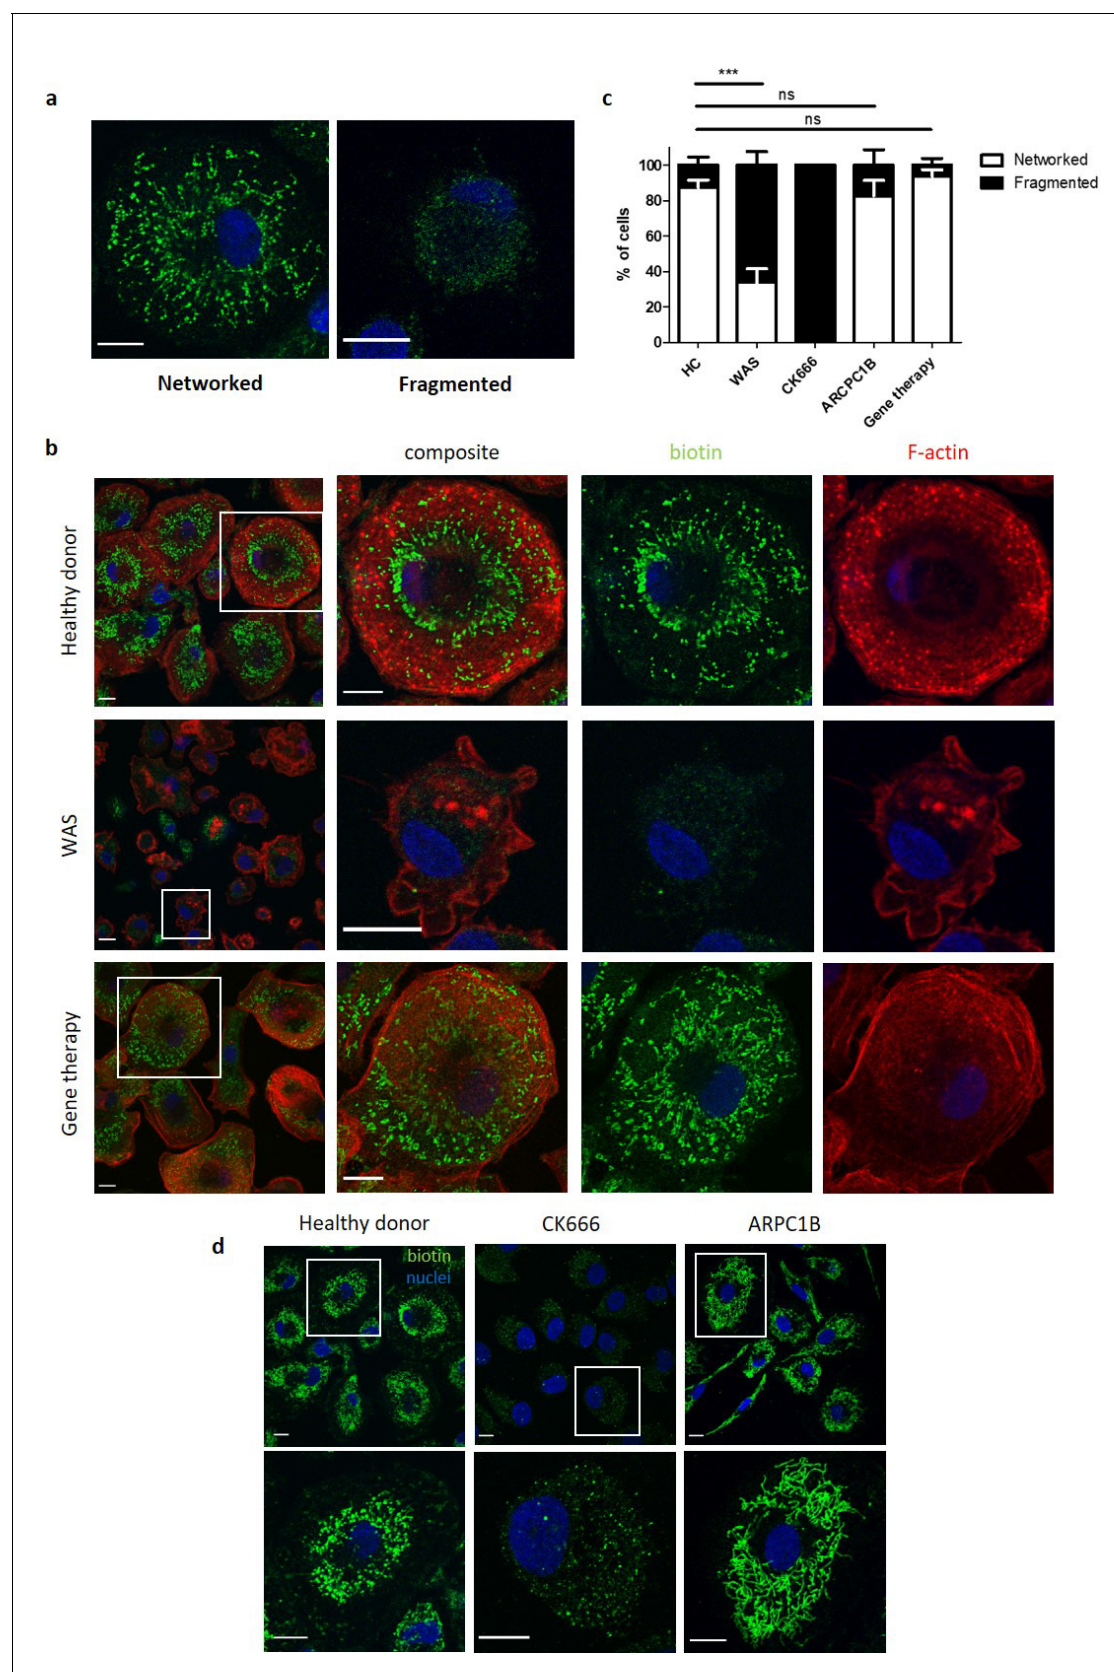 a
Networked
Fragmented
c
***
ns
ns
% of cells
100
80
60
40
20
0
HC
WAS
CK666
ARCPC1B
Gene therapy
Networked
Fragmented
b
composite
biotin
F-actin
Healthy donor
WAS
Gene therapy
d
Healthy donor
CK666
ARPC1B
biotin
nuclei